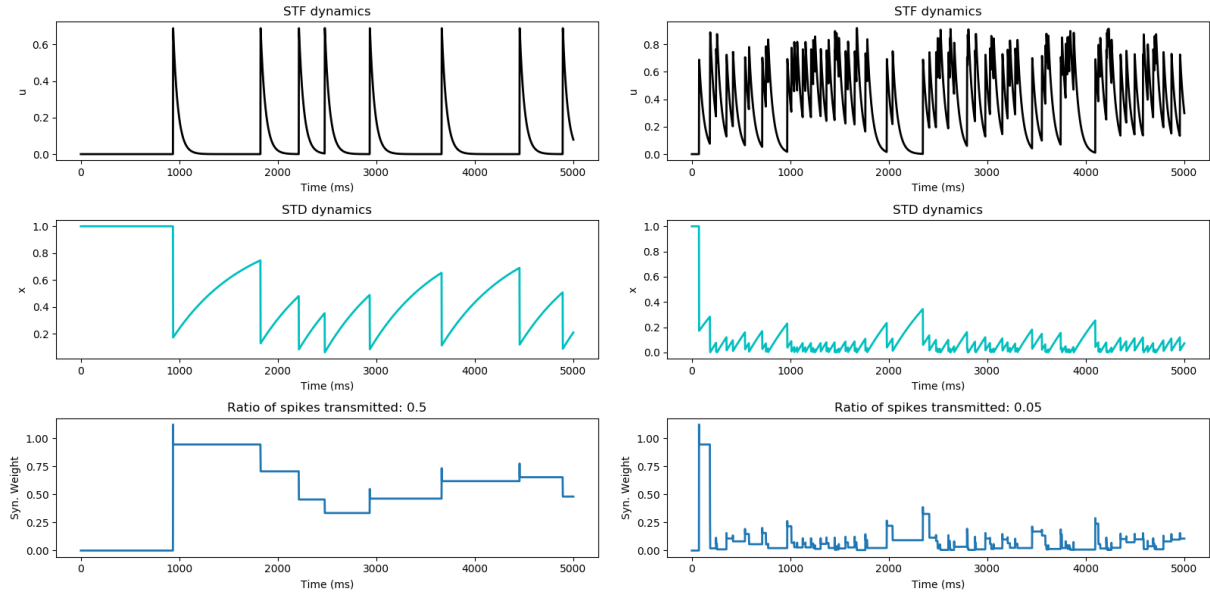 STF dynamics
u
0.6
0.4
0.2
0.0
0 1000 2000 3000 4000 5000
Time (ms)
STF dynamics
u
0.8
0.6
0.4
0.2
0.0
0 1000 2000 3000 4000 5000
Time (ms)
STD dynamics
x
1.0
0.8
0.6
0.4
0.2
0 1000 2000 3000 4000 5000
Time (ms)
STD dynamics
x
1.0
0.8
0.6
0.4
0.2
0.0
0 1000 2000 3000 4000 5000
Time (ms)
Ratio of spikes transmitted: 0.5
Syn. Weight
1.00
0.75
0.50
0.25
0.00
0 1000 2000 3000 4000 5000
Time (ms)
Ratio of spikes transmitted: 0.05
Syn. Weight
1.00
0.75
0.50
0.25
0.00
0 1000 2000 3000 4000 5000
Time (ms)